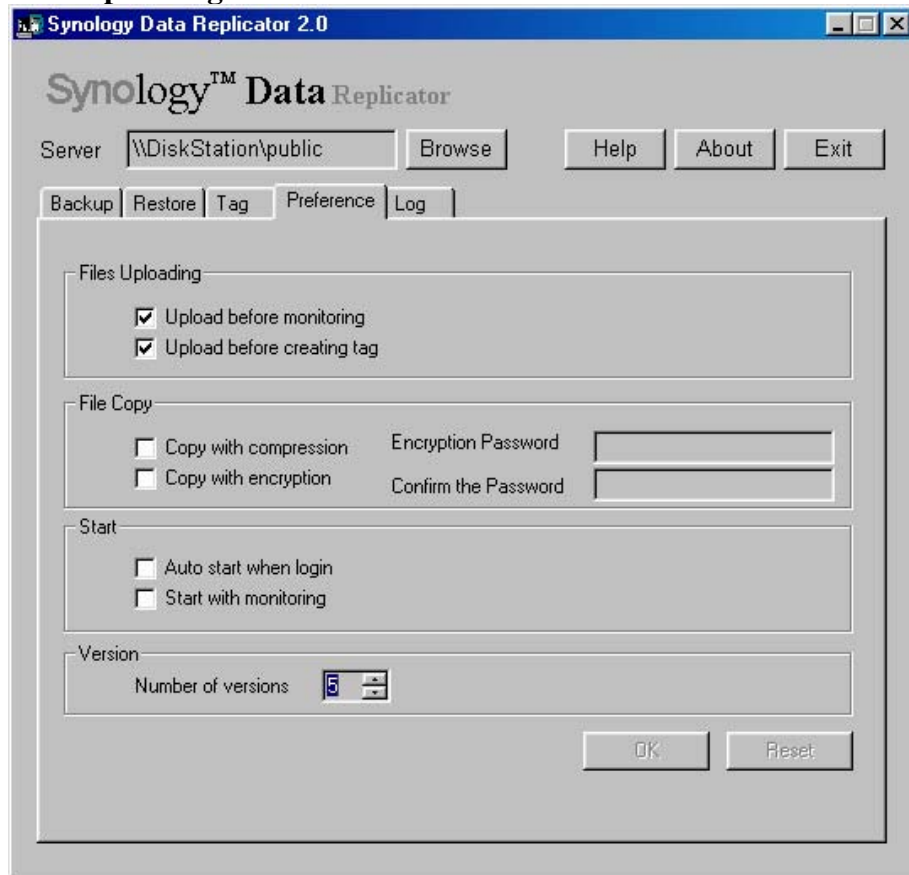 Synology Data Replicator 2.0
Synology™ Data Replicator
Server \\DiskStation\public Browse Help About Exit
Backup Restore Tag Preference Log
Files Uploading
Upload before monitoring
Upload before creating tag
File Copy
Copy with compression Encryption Password
Copy with encryption Confirm the Password
Start
Auto start when login
Start with monitoring
Version
Number of versions 5
OK Reset